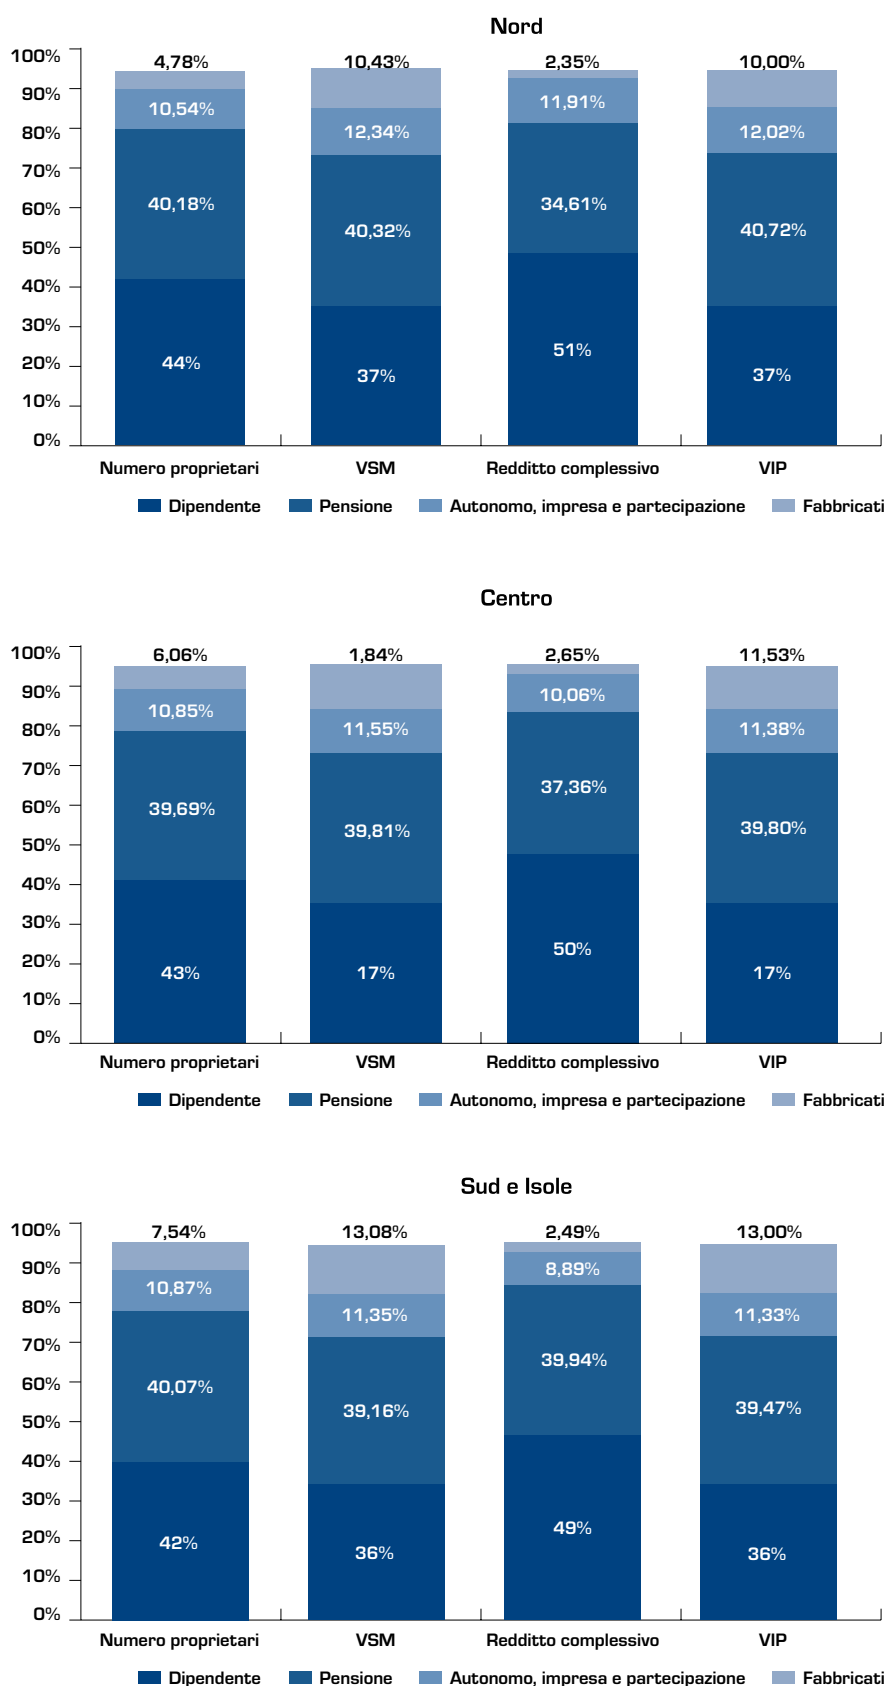 Nord
100%
90%
80%
70%
60%
50%
40%
30%
20%
10%
0%
4,78% 10,43% 2,35% 10,00%
10,54% 12,34% 11,91% 12,02%
40,18% 40,32% 34,61% 40,72%
44% 37% 51% 37%
Numero proprietari VSM Redditto complessivo VIP
Dipendente Pensione Autonomo, impresa e partecipazione Fabbricati
Centro
100%
90%
80%
70%
60%
50%
40%
30%
20%
10%
0%
6,06% 1,84% 2,65% 11,53%
10,85% 11,55% 10,06% 11,38%
39,69% 39,81% 37,36% 39,80%
43% 17% 50% 17%
Numero proprietari VSM Redditto complessivo VIP
Dipendente Pensione Autonomo, impresa e partecipazione Fabbricati
Sud e Isole
100%
90%
80%
70%
60%
50%
40%
30%
20%
10%
0%
7,54% 13,08% 2,49% 13,00%
10,87% 11,35% 8,89% 11,33%
40,07% 39,16% 39,94% 39,47%
42% 36% 49% 36%
Numero proprietari VSM Redditto complessivo VIP
Dipendente Pensione Autonomo, impresa e partecipazione Fabbricati